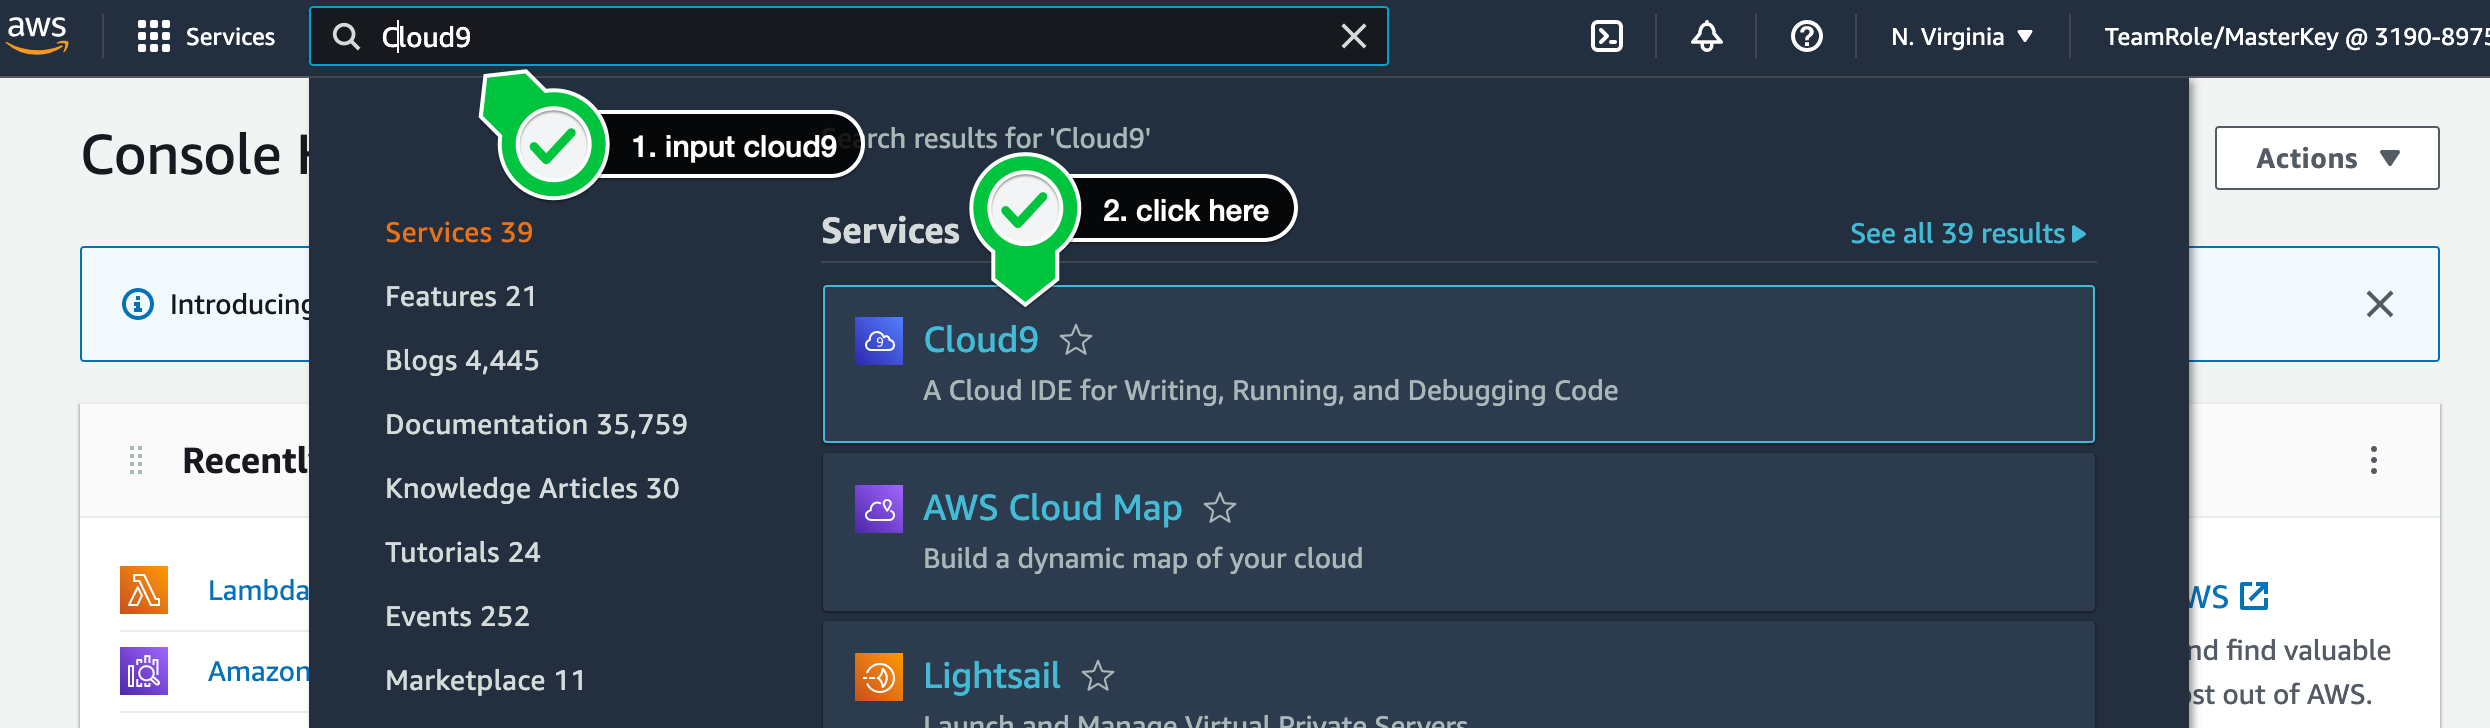 aws
Services
Cloud9
N. Virginia
TeamRole/MasterKey @ 3190-8975
1. input cloud9
Search results for 'Cloud9'
Console
Actions
2. click here
Services 39
Services
See all 39 results
Introducing
Features 21
Cloud9
A Cloud IDE for Writing, Running, and Debugging Code
Blogs 4,445
Documentation 35,759
Recently
Knowledge Articles 30
AWS Cloud Map
Build a dynamic map of your cloud
Tutorials 24
Lambda
Events 252
Amazon
Marketplace 11
Lightsail
Launch and Manage Virtual Private Servers
WS
nd find valuable
ost out of AWS.